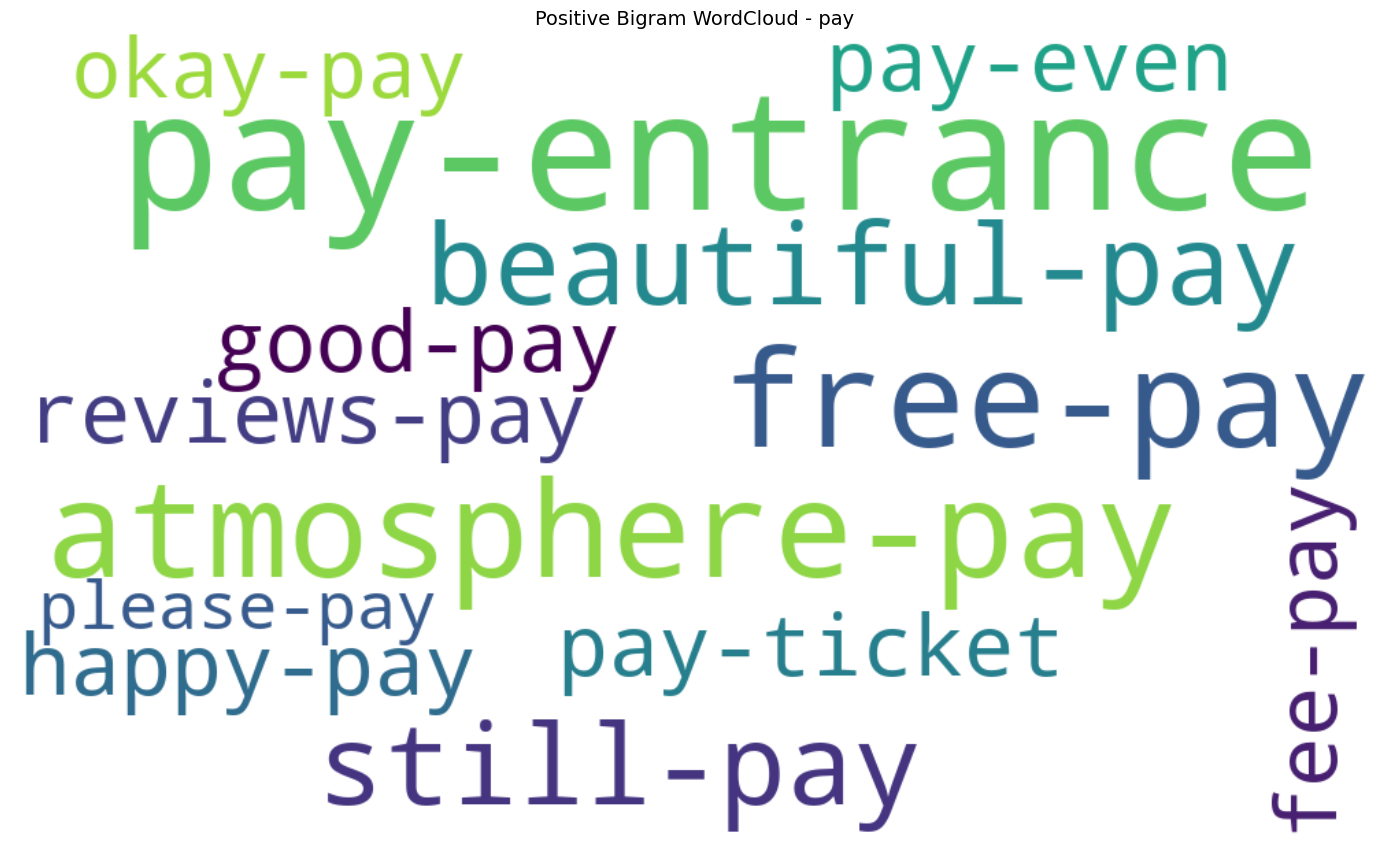 Positive Bigram WordCloud - pay
okay-pay
pay-even
pay-entrance
beautiful-pay
good-pay
free-pay
reviews-pay
atmosphere-pay
fee-pay
please-pay
happy-pay
pay-ticket
still-pay